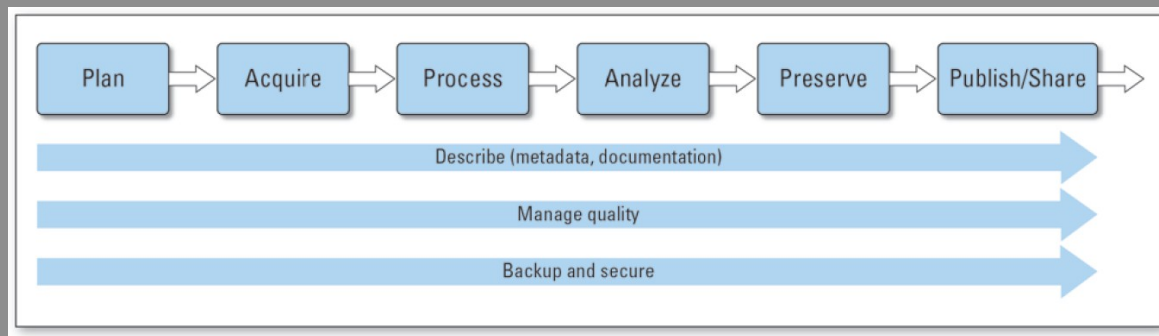 Plan
Acquire
Process
Analyze
Preserve
Publish/Share
Describe (metadata, documentation)
Manage quality
Backup and secure